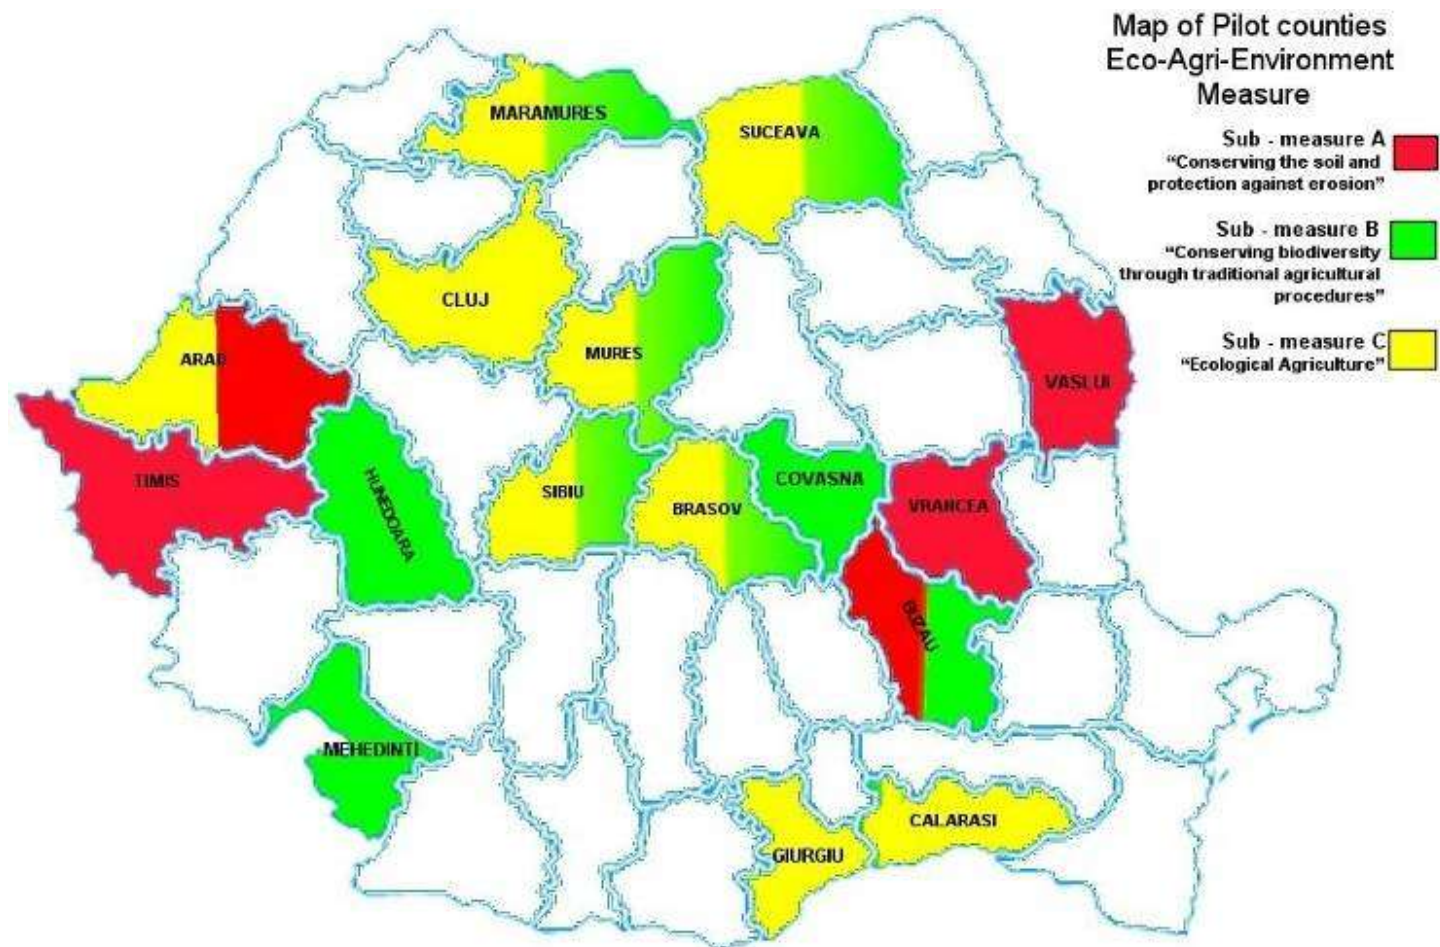 Map of Pilot counties
Eco-Agri-Environment
Measure
Sub - measure A
“Conserving the soil and
protection against erosion”
Sub - measure B
“Conserving biodiversity
through traditional agricultural
procedures”
Sub - measure C
“Ecological Agriculture”
MARAMURES
SUCEAVA
CLUJ
MURES
ARAD
VASLUI
TIMIS
HUNEDOARA
SIBIU
BRASOV
COVASNA
VRANCEA
BUZAU
MEHEDINTI
CALARASI
GIURGIU